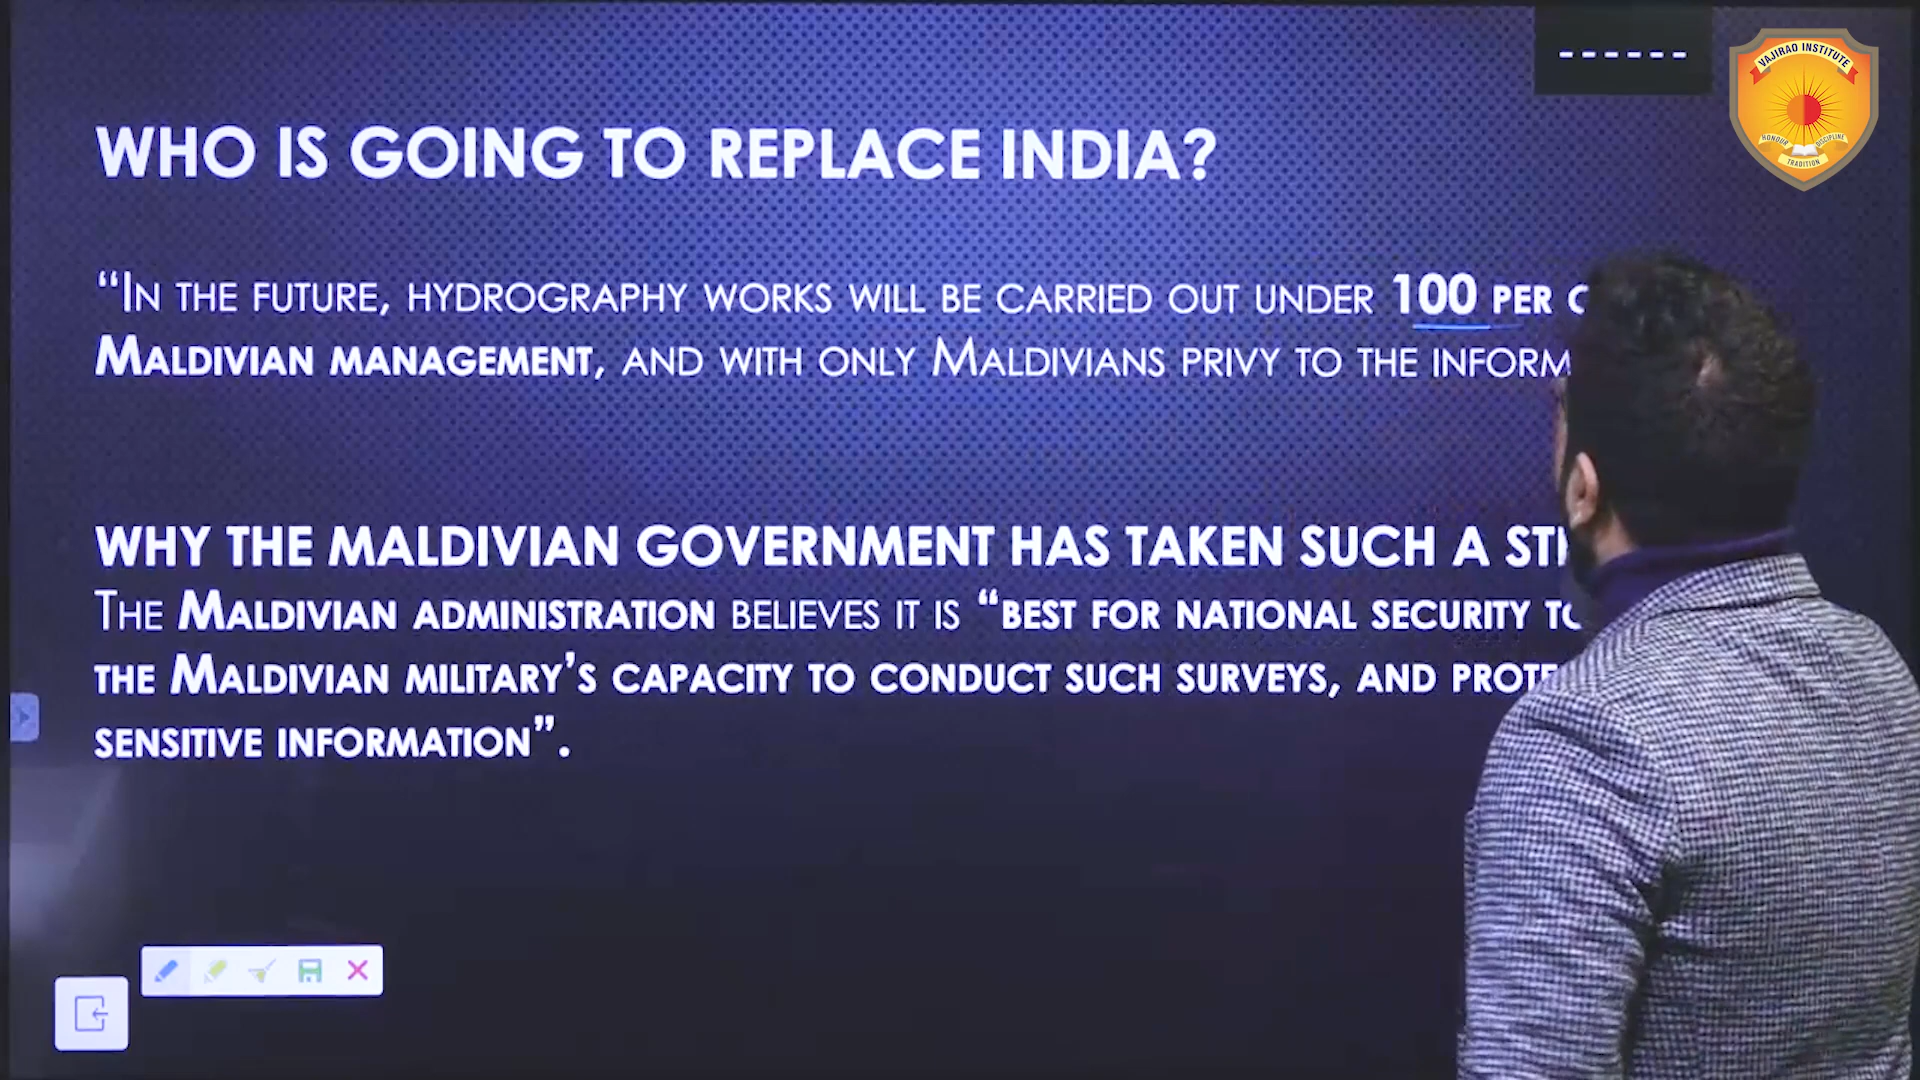 VAJIRAO INSTITUTE
HONOUR
DISCIPLINE
TRADITION
WHO IS GOING TO REPLACE INDIA?
“IN THE FUTURE, HYDROGRAPHY WORKS WILL BE CARRIED OUT UNDER 100 PER
MALDIVIAN MANAGEMENT, AND WITH ONLY MALDIVIANS PRIVY TO THE INFORM
WHY THE MALDIVIAN GOVERNMENT HAS TAKEN SUCH A
THE MALDIVIAN ADMINISTRATION BELIEVES IT IS “BEST FOR NATIONAL SECURITY TO
THE MALDIVIAN MILITARY’S CAPACITY TO CONDUCT SUCH SURVEYS, AND PROTE
SENSITIVE INFORMATION”.